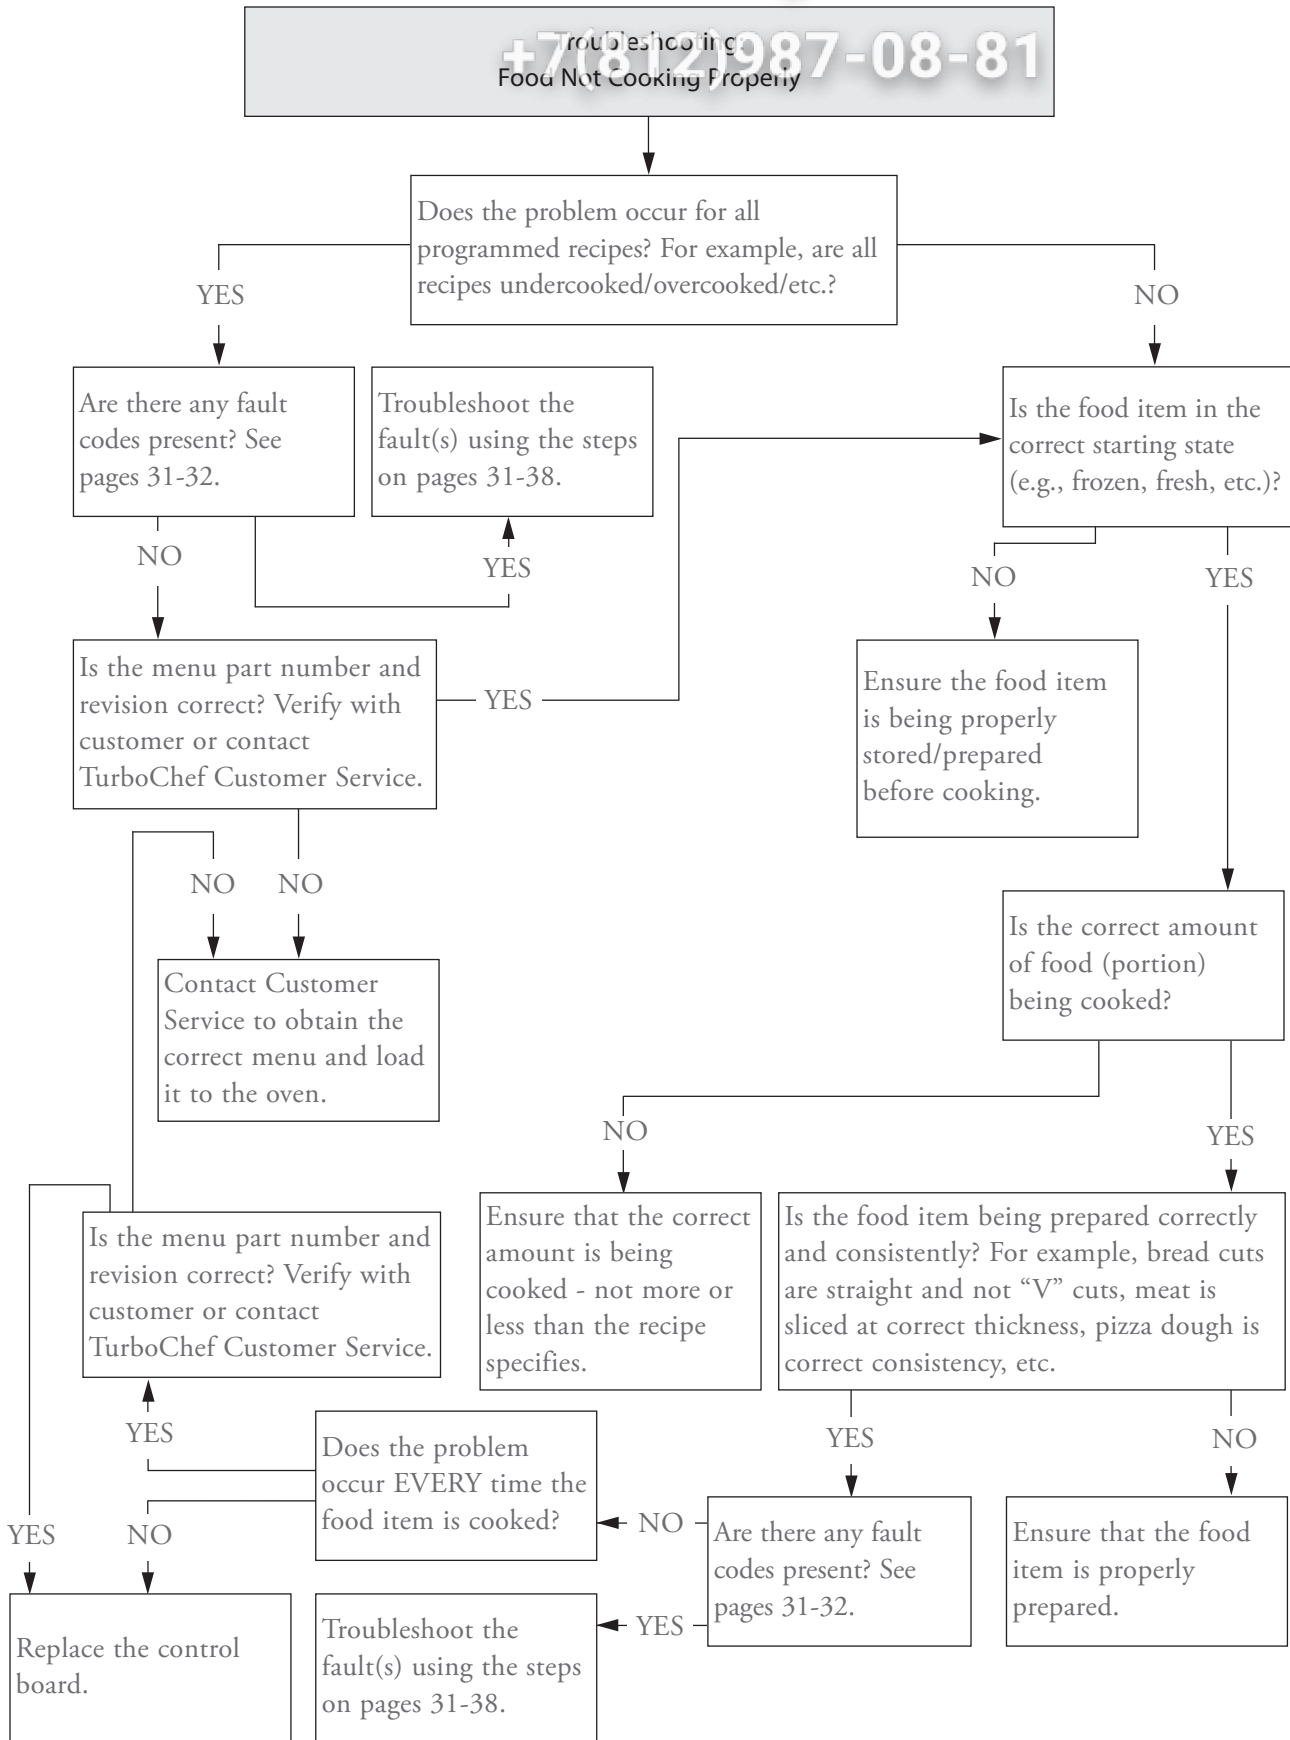 Troubleshooting:
+7(812)987-08-81
Food Not Cooking Properly
Does the problem occur for all
programmed recipes? For example, are all
recipes undercooked/overcooked/etc.?
YES
NO
Are there any fault
codes present? See
pages 31-32.
Troubleshoot the
fault(s) using the steps
on pages 31-38.
Is the food item in the
correct starting state
(e.g., frozen, fresh, etc.)?
NO
YES
NO
YES
Is the menu part number and
revision correct? Verify with
customer or contact
TurboChef Customer Service.
YES
Ensure the food item
is being properly
stored/prepared
before cooking.
NO
NO
Is the correct amount
of food (portion)
being cooked?
Contact Customer
Service to obtain the
correct menu and load
it to the oven.
NO
YES
Is the menu part number and
revision correct? Verify with
customer or contact
TurboChef Customer Service.
Ensure that the correct
amount is being
cooked - not more or
less than the recipe
specifies.
Is the food item being prepared correctly
and consistently? For example, bread cuts
are straight and not “V” cuts, meat is
sliced at correct thickness, pizza dough is
correct consistency, etc.
YES
Does the problem
occur EVERY time the
food item is cooked?
YES
NO
YES
NO
NO
Are there any fault
codes present? See
pages 31-32.
Ensure that the food
item is properly
prepared.
YES
Replace the control
board.
Troubleshoot the
fault(s) using the steps
on pages 31-38.